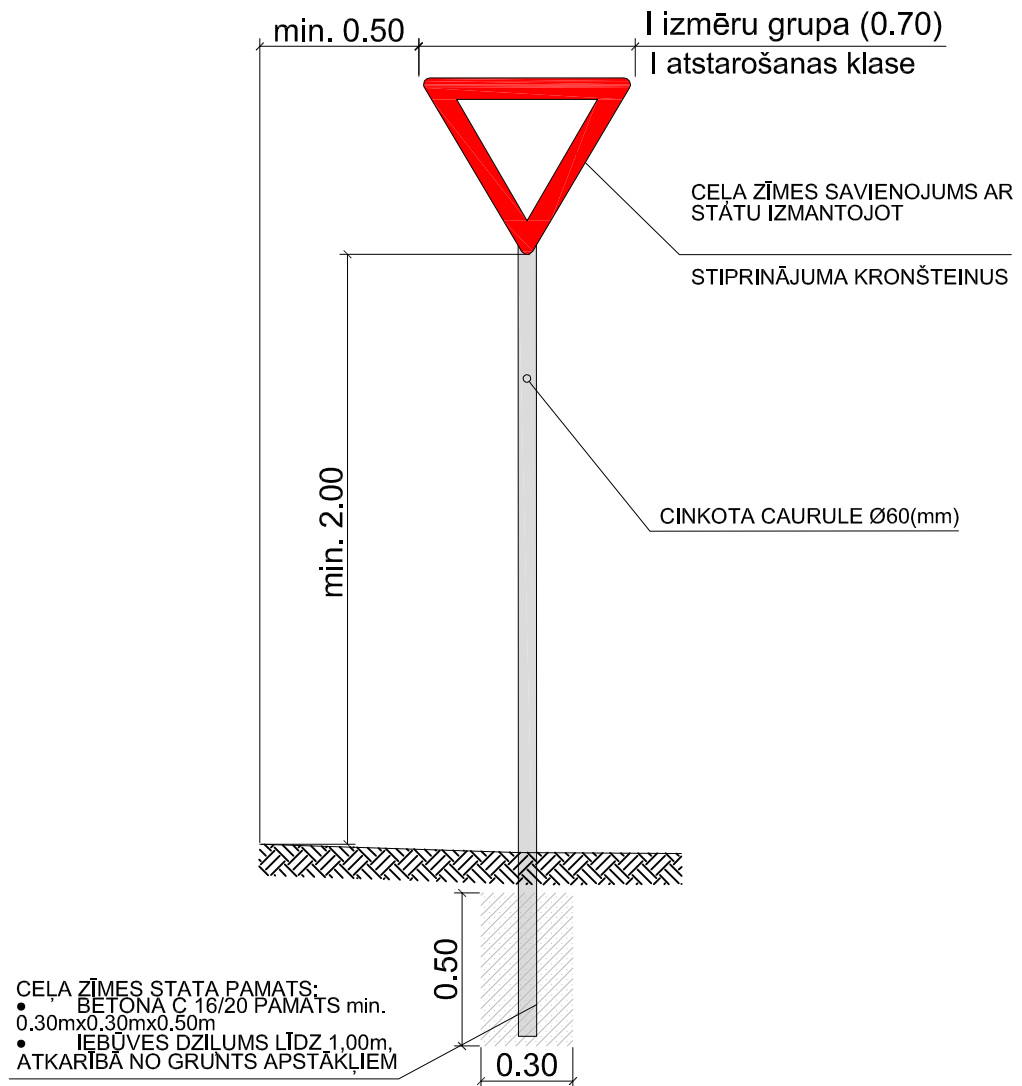 min. 0.50
I izmēru grupa (0.70)
I atstarošanas klase
CEĻA ZĪMES SAVIENOJUMS AR
STATU IZMANTOJOT
STIPRINĀJUMA KRONŠTEINUS
min. 2.00
CINKOTA CAURULE Ø60(mm)
0.50
CEĻA ZĪMES STATA PAMATS:
• BETONA C 16/20 PAMATS min.
0.30mx0.30mx0.50m
• IEBŪVES DZIĻUMS LĪDZ 1,00m,
ATKARĪBĀ NO GRUNTS APSTĀKĻIEM
0.30